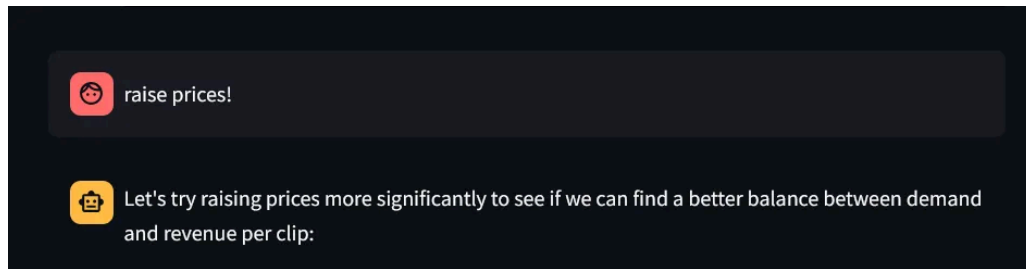 raise prices!
Let's try raising prices more significantly to see if we can find a better balance between demand
and revenue per clip: